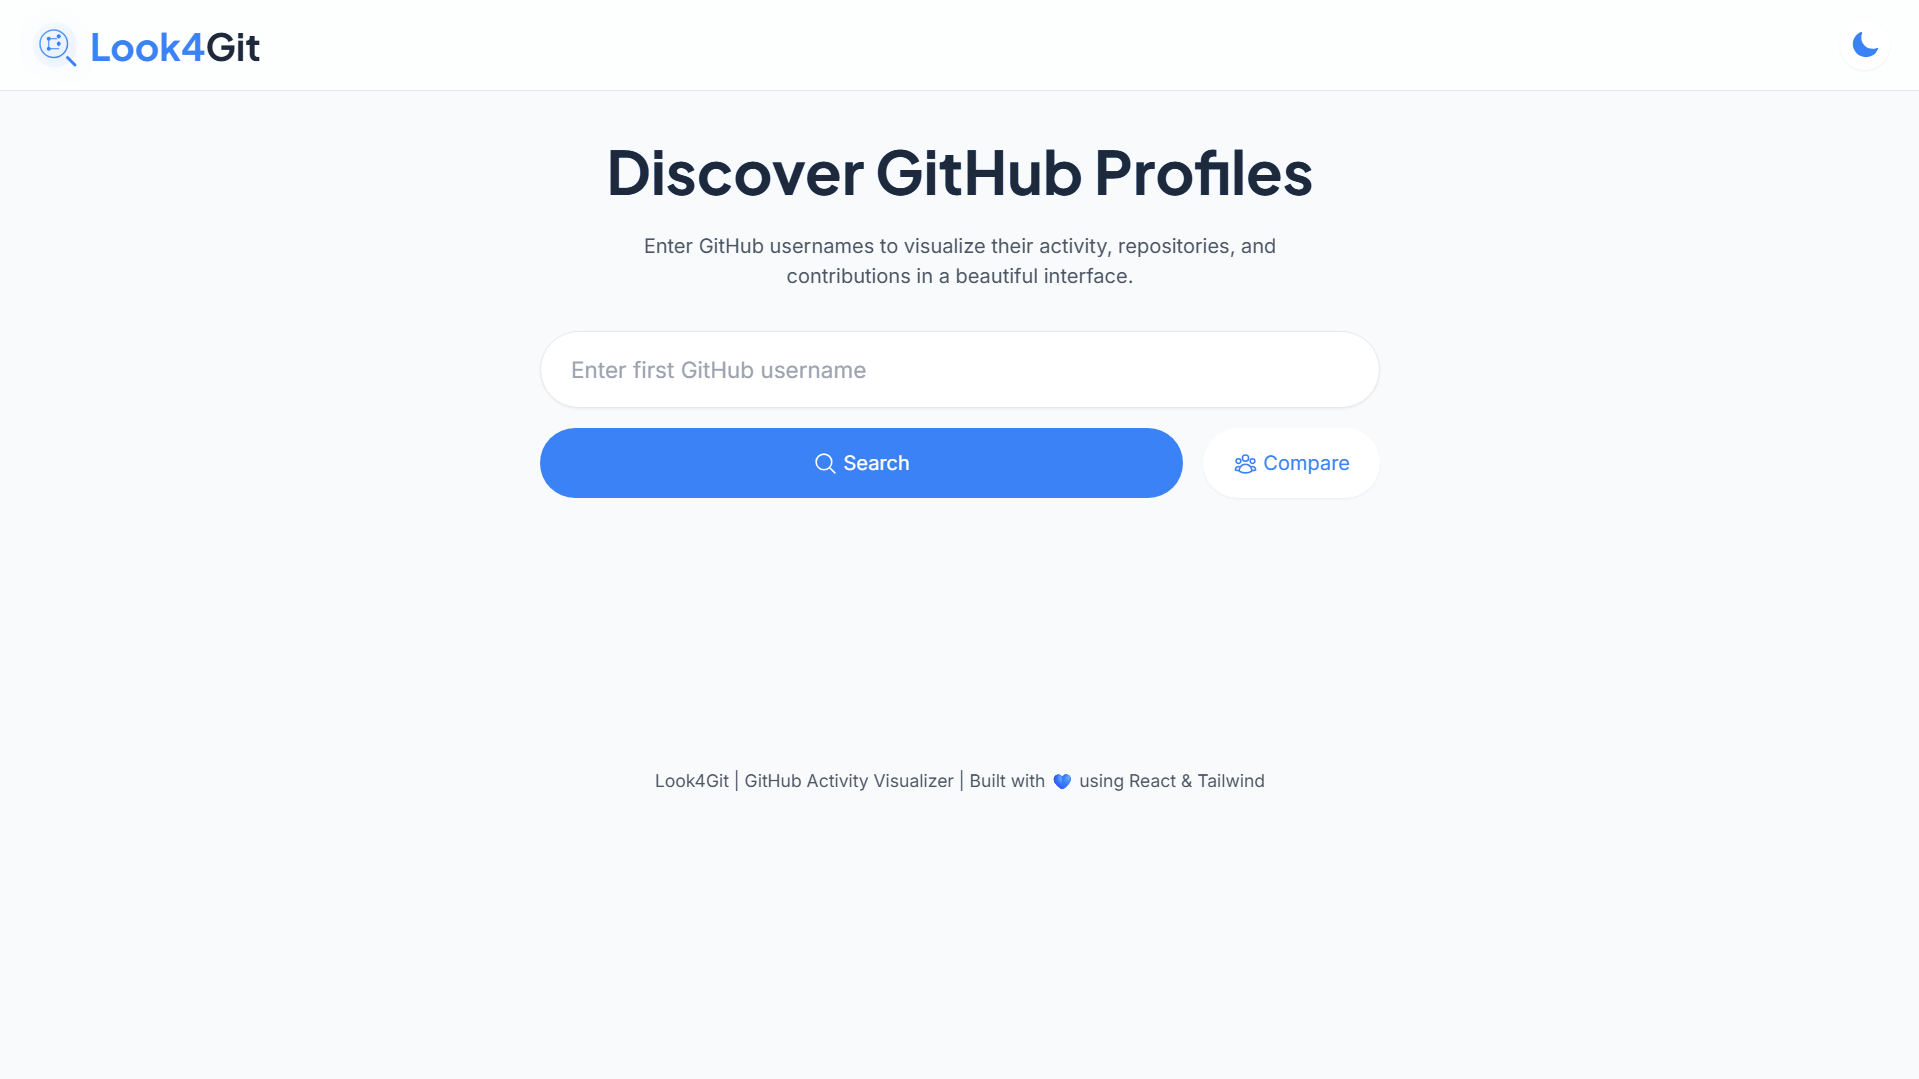 Look4Git
Discover GitHub Profiles
Enter GitHub usernames to visualize their activity, repositories, and
contributions in a beautiful interface.
Enter first GitHub username
Search
Compare
Look4Git | GitHub Activity Visualizer | Built with 💙 using React & Tailwind